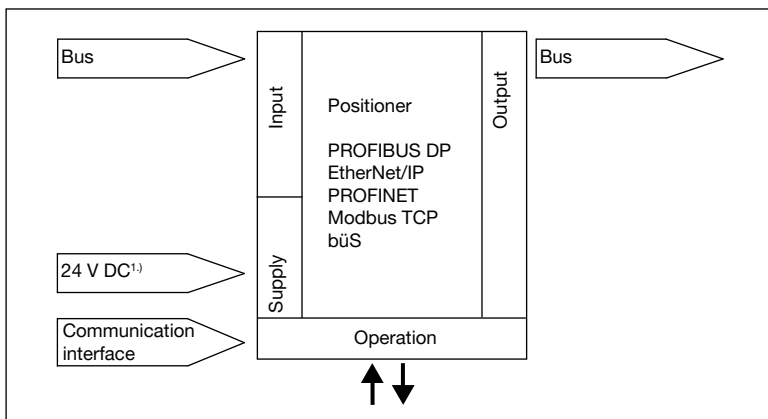 Bus
Bus
Input
Output
Positioner
PROFIBUS DP
EtherNet/IP
PROFINET
Modbus TCP
büS
24 V DC1.)
Supply
Communication
interface
Operation